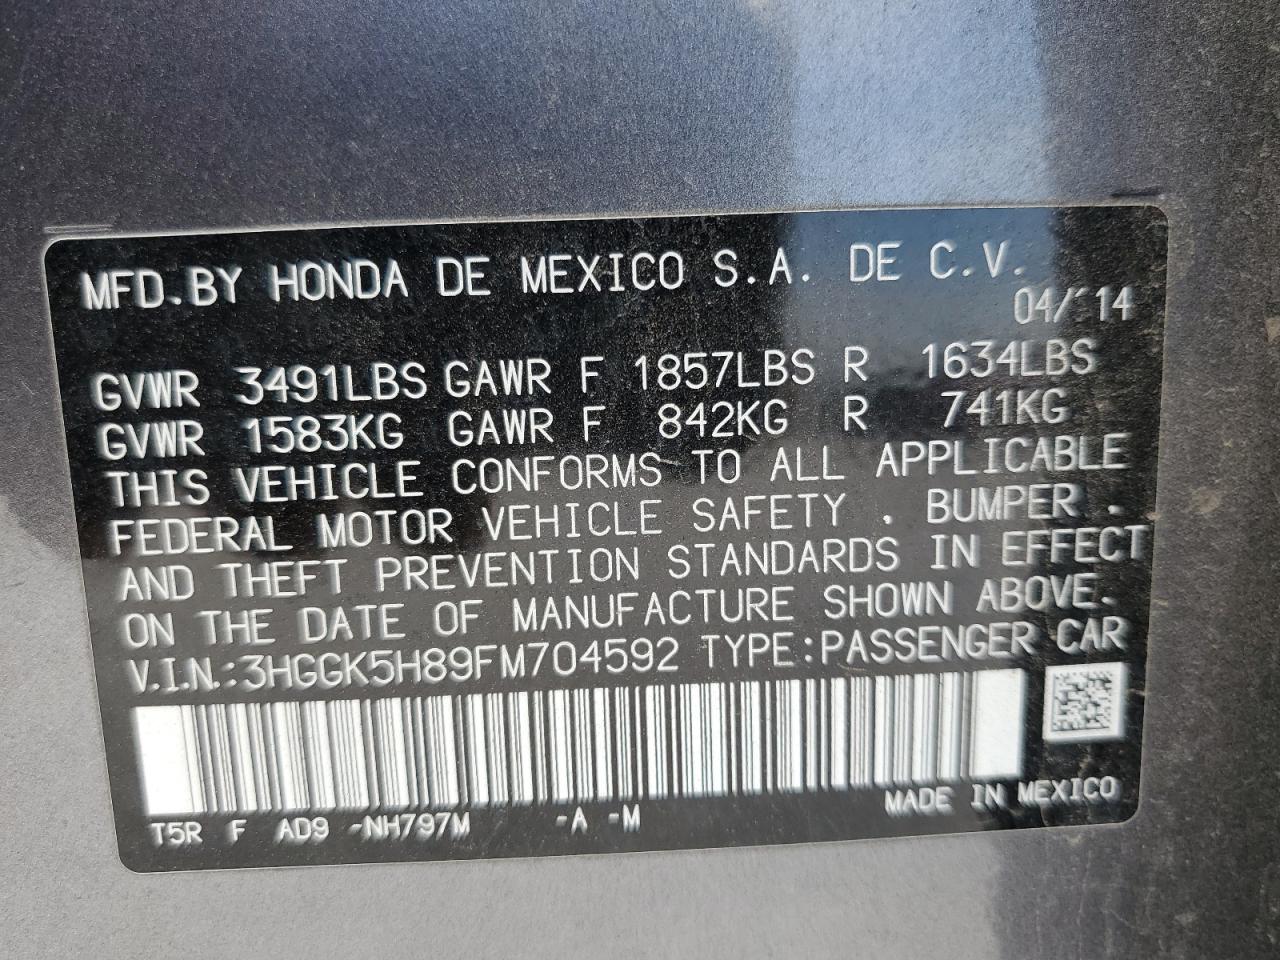 MFD.BY HONDA DE MEXICO S.A. DE C.V.
04/14
GVWR 3491LBS GAWR F 1857LBS R 1634LBS
GVWR 1583KG GAWR F 842KG R 741KG
THIS VEHICLE CONFORMS TO ALL APPLICABLE
FEDERAL MOTOR VEHICLE SAFETY . BUMPER .
AND THEFT PREVENTION STANDARDS IN EFFECT
ON THE DATE OF MANUFACTURE SHOWN ABOVE.
V.I.N.:3HGGK5H89FM704592 TYPE:PASSENGER CAR
MADE IN MEXICO
T5R F AD9 -NH797M -A -M